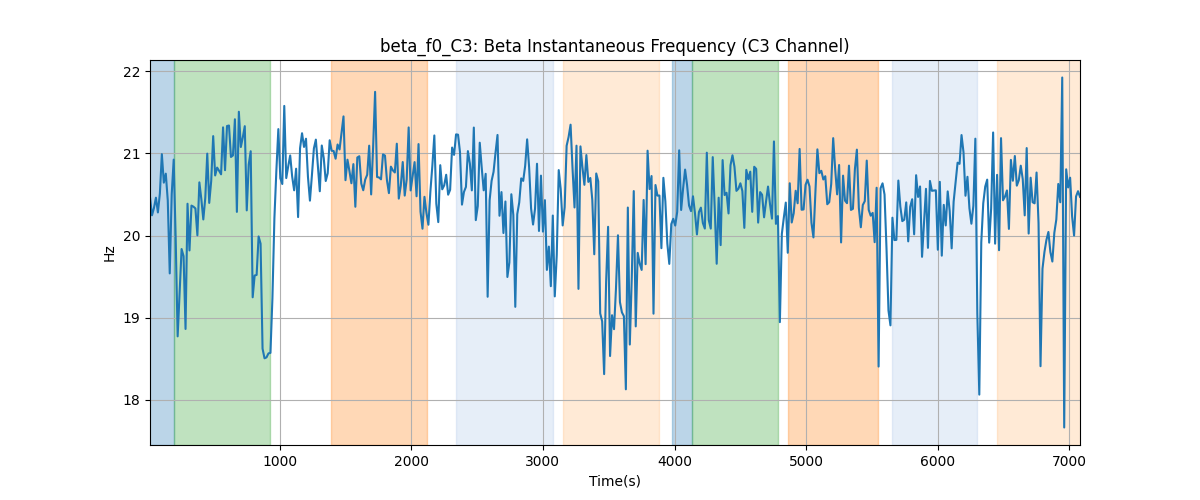 beta_f0_C3: Beta Instantaneous Frequency (C3 Channel)
22
21
20
19
18
Hz
1000 2000 3000 4000 5000 6000 7000
Time(s)